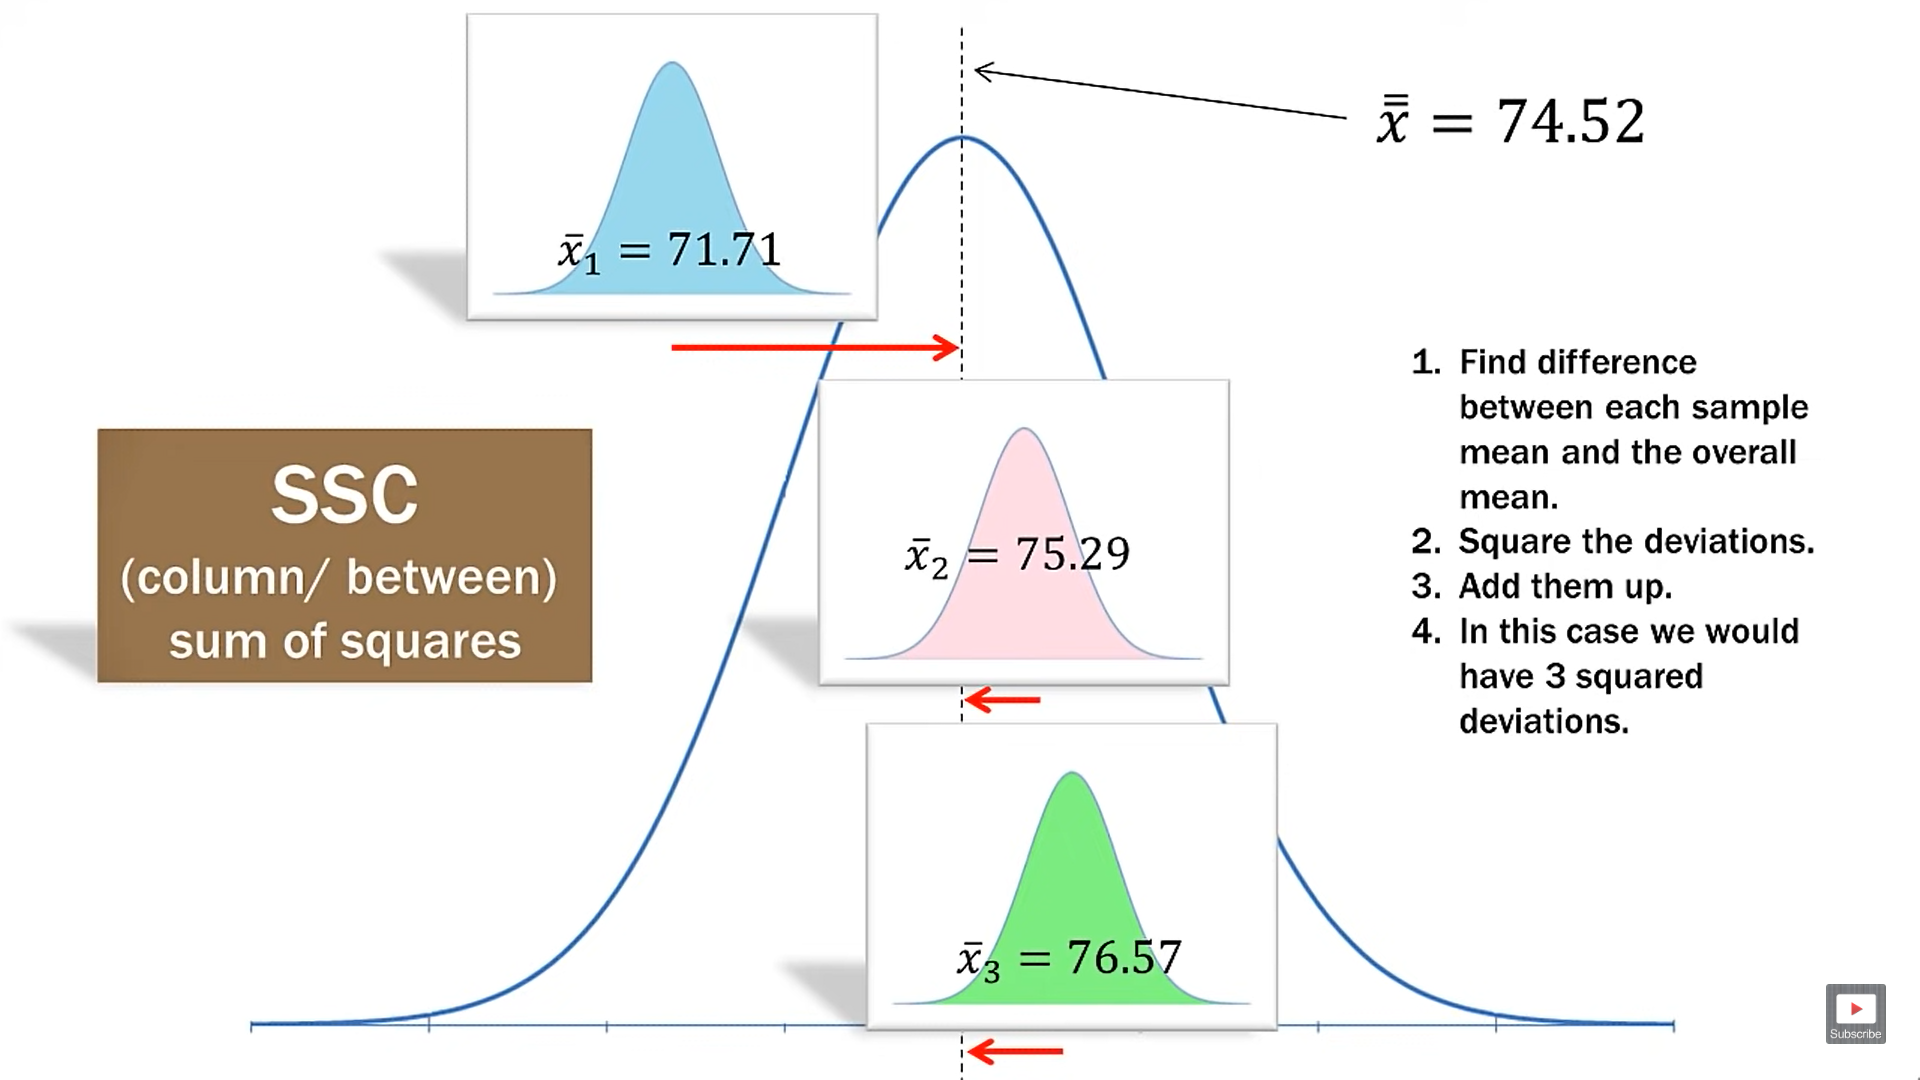 x̿ = 74.52
x̄₁ = 71.71
SSC
(column/ between)
sum of squares
x̄₂ = 75.29
x̄₃ = 76.57
1. Find difference
between each sample
mean and the overall
mean.
2. Square the deviations.
3. Add them up.
4. In this case we would
have 3 squared
deviations.
Subscribe